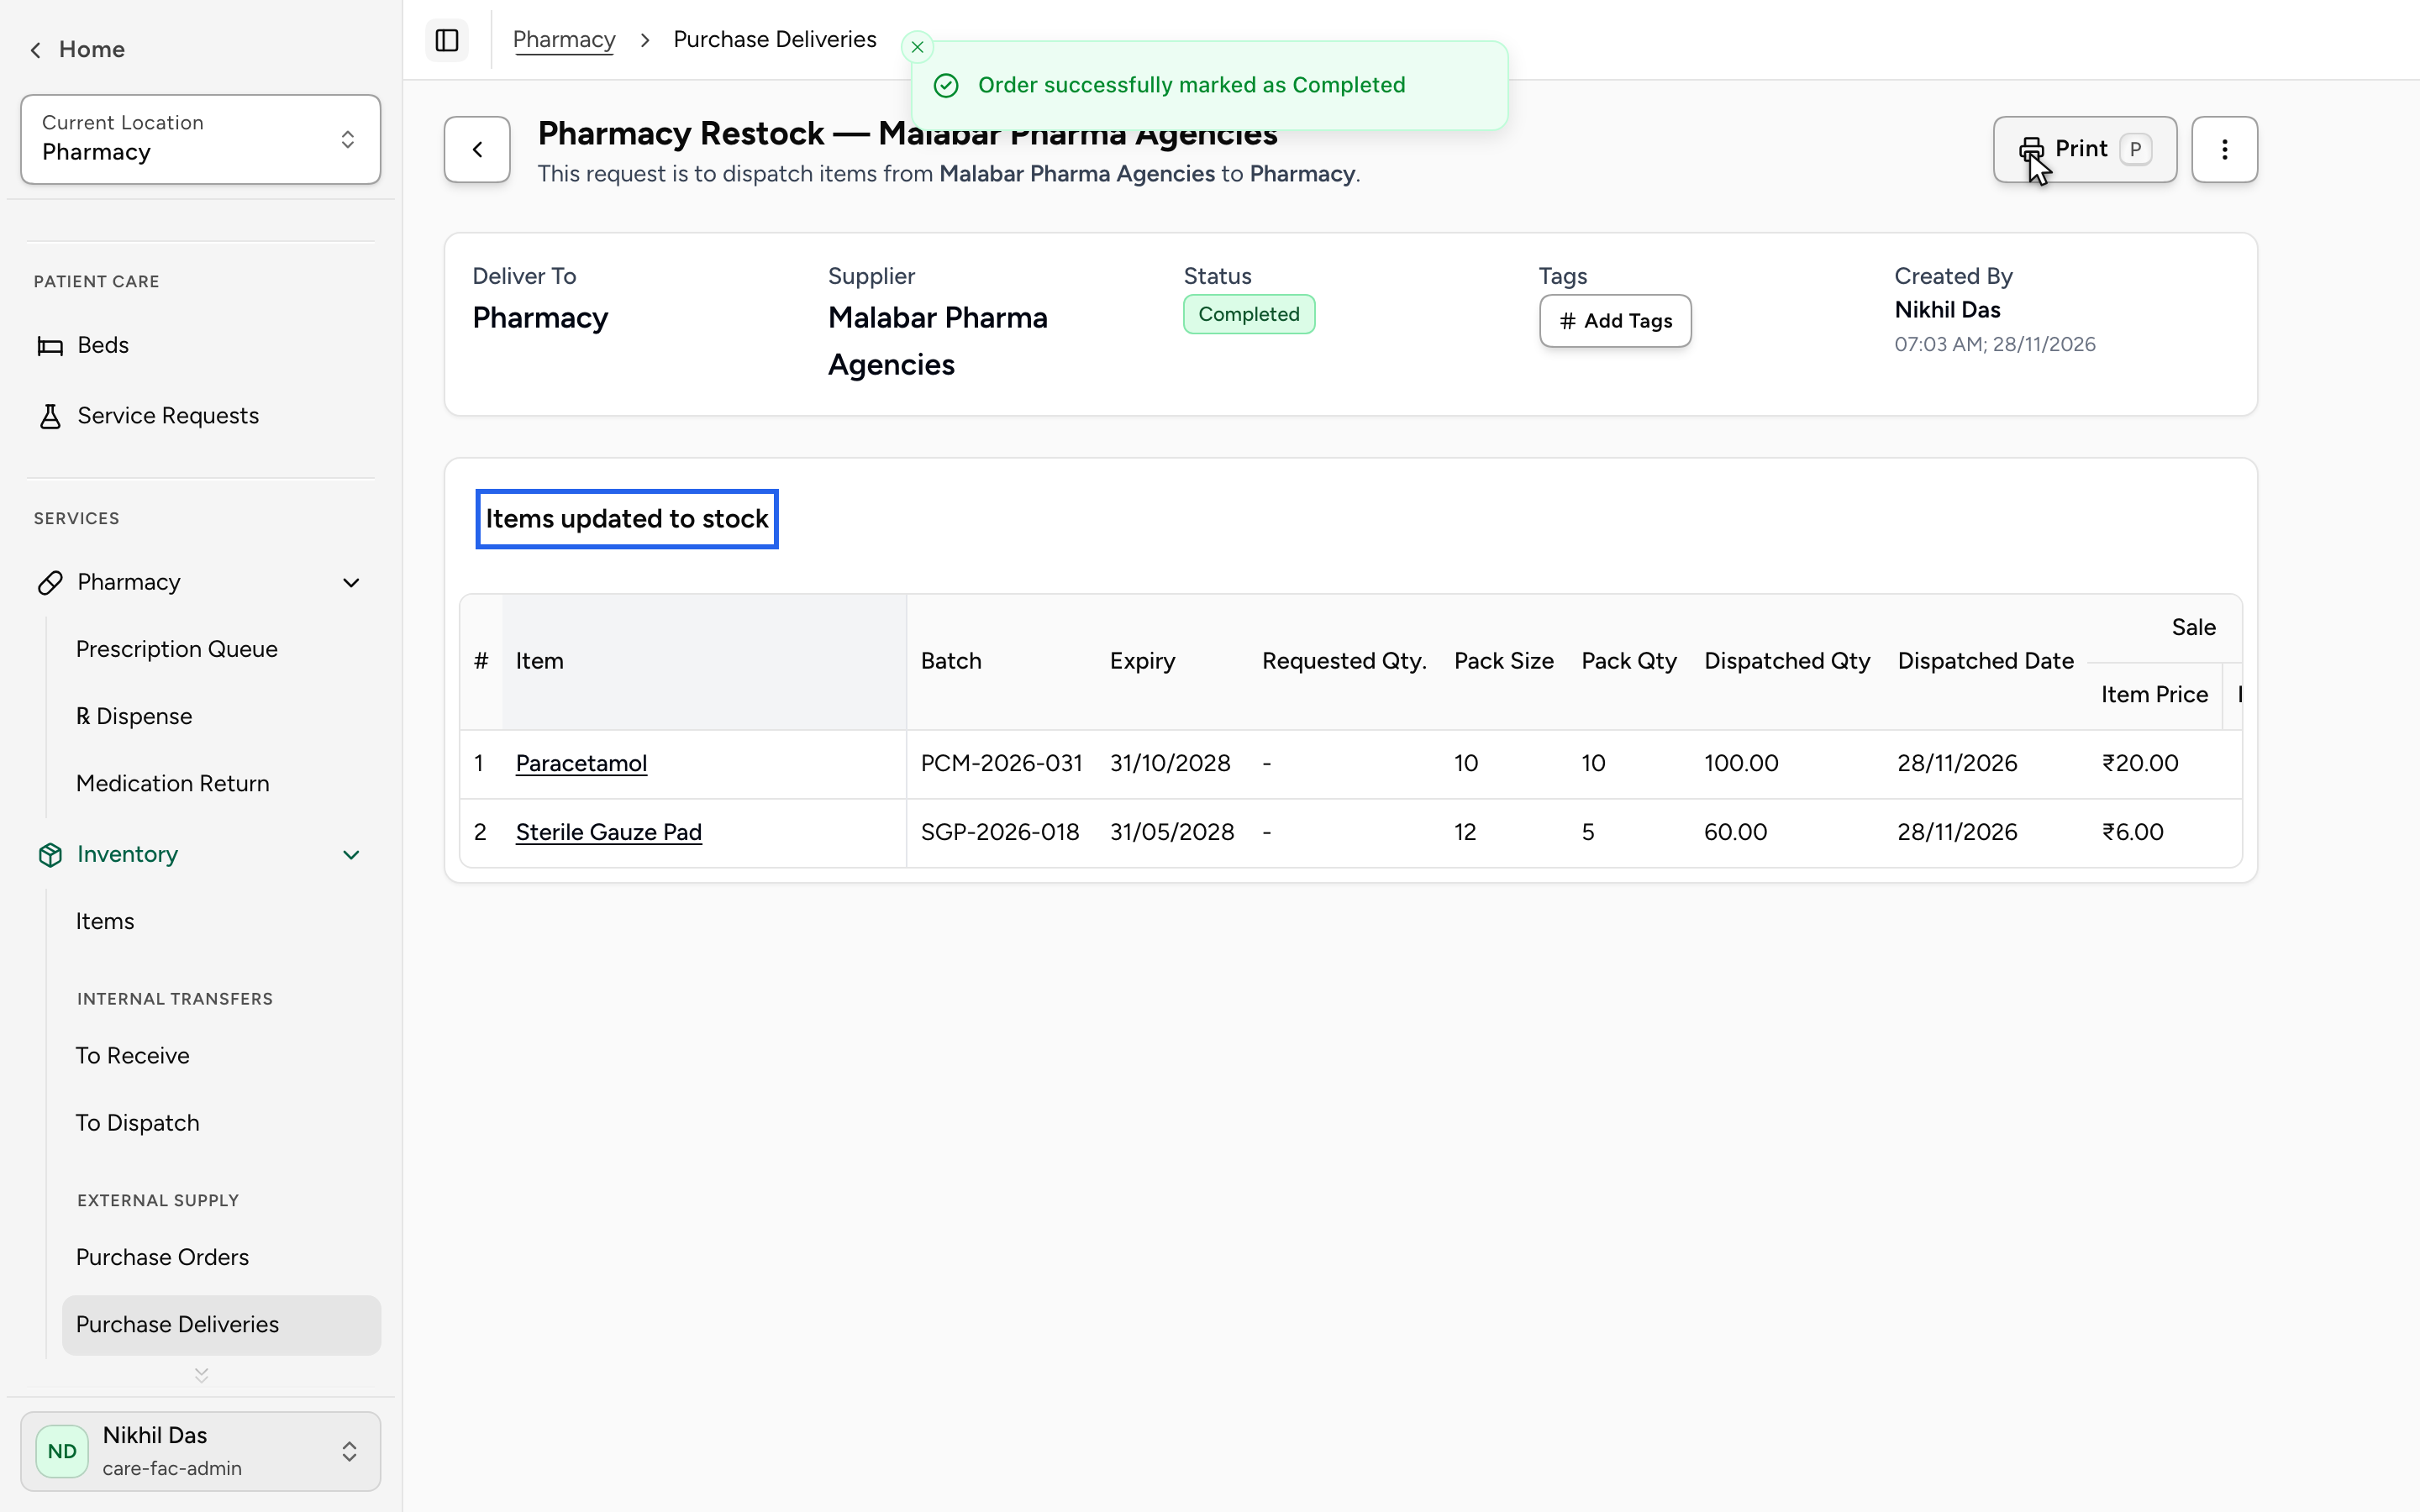 Home
Current Location
Pharmacy
PATIENT CARE
Beds
Service Requests
SERVICES
Pharmacy
Prescription Queue
℞ Dispense
Medication Return
Inventory
Items
INTERNAL TRANSFERS
To Receive
To Dispatch
EXTERNAL SUPPLY
Purchase Orders
Purchase Deliveries
ND
Nikhil Das
care-fac-admin
Pharmacy > Purchase Deliveries
Order successfully marked as Completed
Pharmacy Restock — Malabar Pharma Agencies
This request is to dispatch items from Malabar Pharma Agencies to Pharmacy.
Print P
Deliver To
Pharmacy
Supplier
Malabar Pharma
Agencies
Status
Completed
Tags
# Add Tags
Created By
Nikhil Das
07:03 AM; 28/11/2026
Items updated to stock
Sale
# Item Batch Expiry Requested Qty. Pack Size Pack Qty Dispatched Qty Dispatched Date
Item Price
1 Paracetamol PCM-2026-031 31/10/2028 - 10 10 100.00 28/11/2026 ₹20.00
2 Sterile Gauze Pad SGP-2026-018 31/05/2028 - 12 5 60.00 28/11/2026 ₹6.00